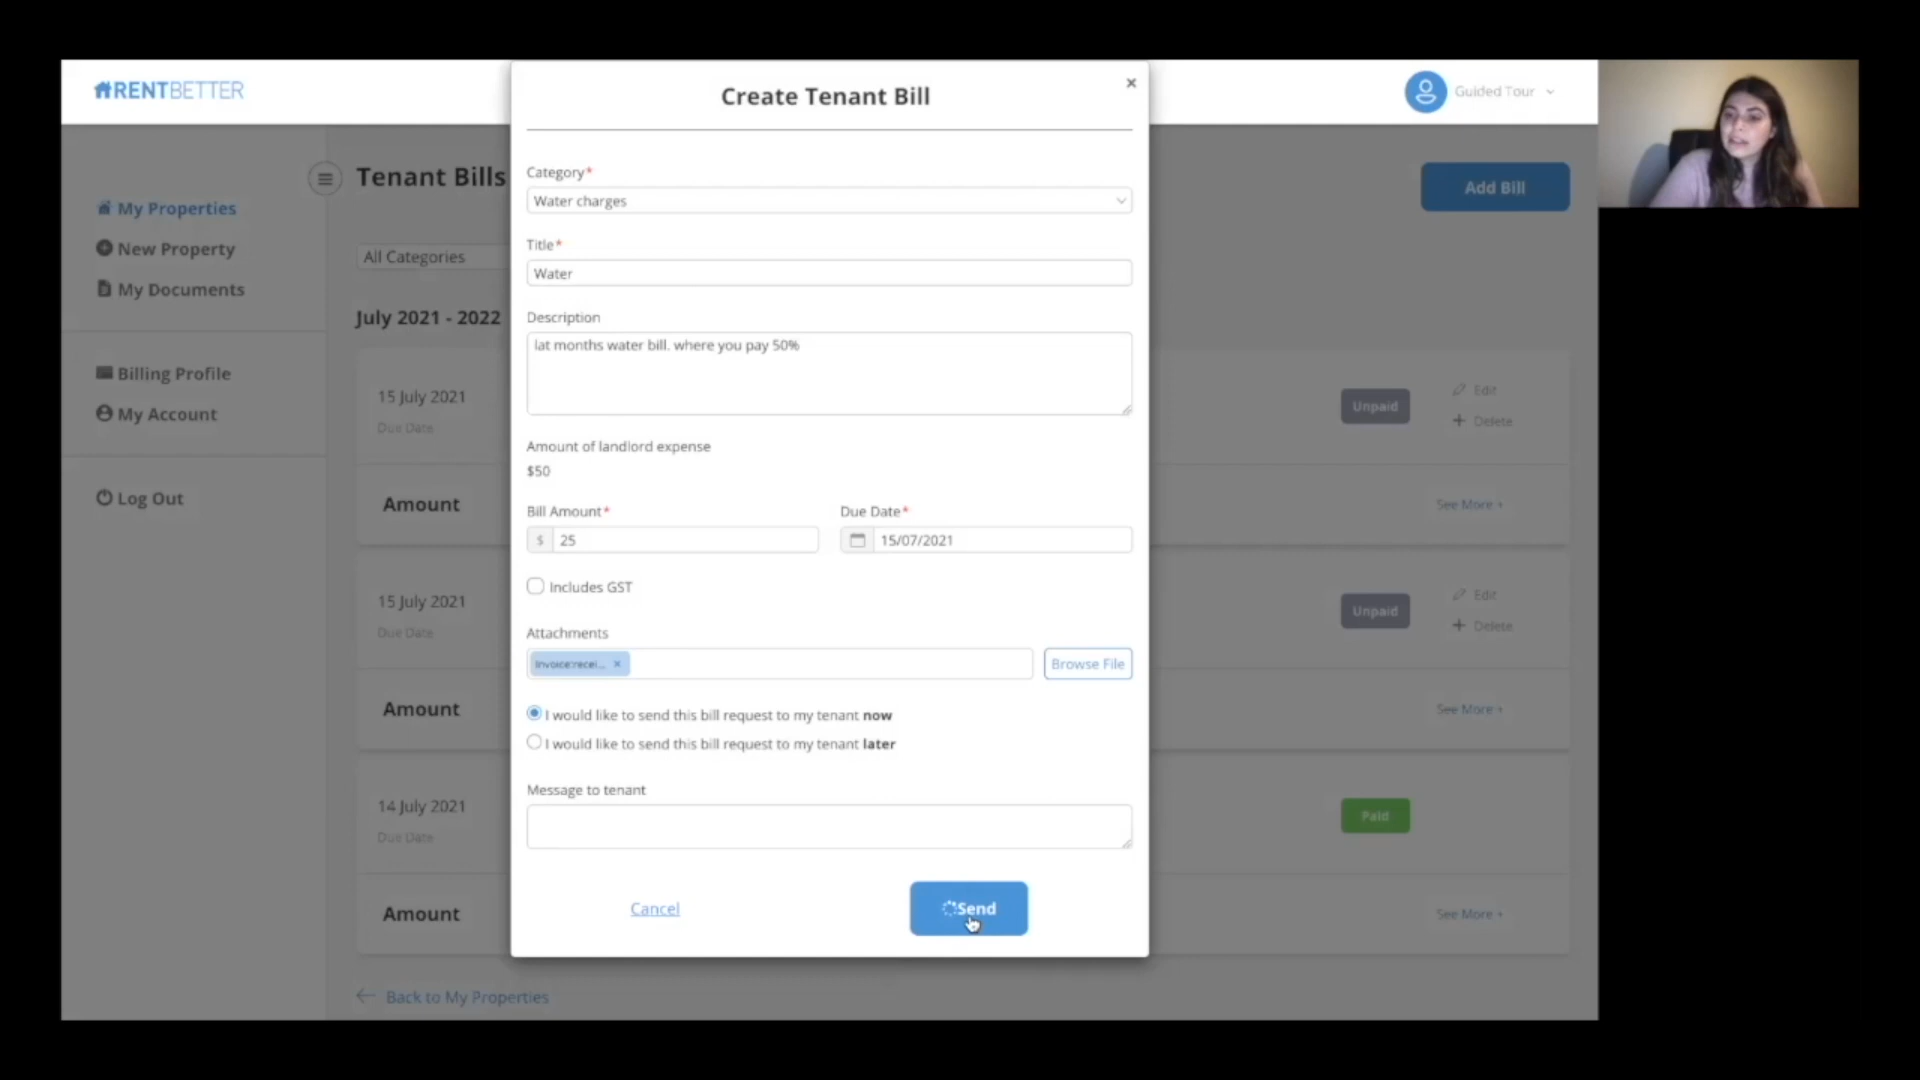 RENTBETTER
Guided Tour
My Properties
New Property
My Documents
Billing Profile
My Account
Log Out
Tenant Bills
Add Bill
All Categories
July 2021 - 2022
15 July 2021
Due Date
Unpaid
Edit
Delete
Amount
See More +
15 July 2021
Due Date
Unpaid
Edit
Delete
Amount
See More +
14 July 2021
Due Date
Paid
Amount
See More +
Back to My Properties
Create Tenant Bill
×
Category*
Water charges
Title*
Water
Description
lat months water bill. where you pay 50%
Amount of landlord expense
$50
Bill Amount* Due Date*
$ 25 15/07/2021
Includes GST
Attachments
Invoice:recei... × Browse File
I would like to send this bill request to my tenant now
I would like to send this bill request to my tenant later
Message to tenant
Cancel Send